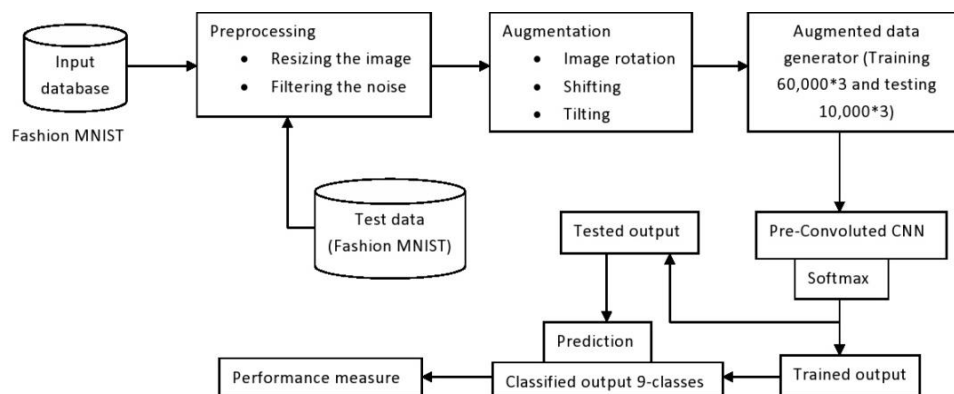 Input
database
Fashion MNIST
Preprocessing
• Resizing the image
• Filtering the noise
Augmentation
• Image rotation
• Shifting
• Tilting
Augmented data
generator (Training
60,000*3 and testing
10,000*3)
Test data
(Fashion MNIST)
Tested output
Pre-Convoluted CNN
Softmax
Prediction
Performance measure
Classified output 9-classes
Trained output